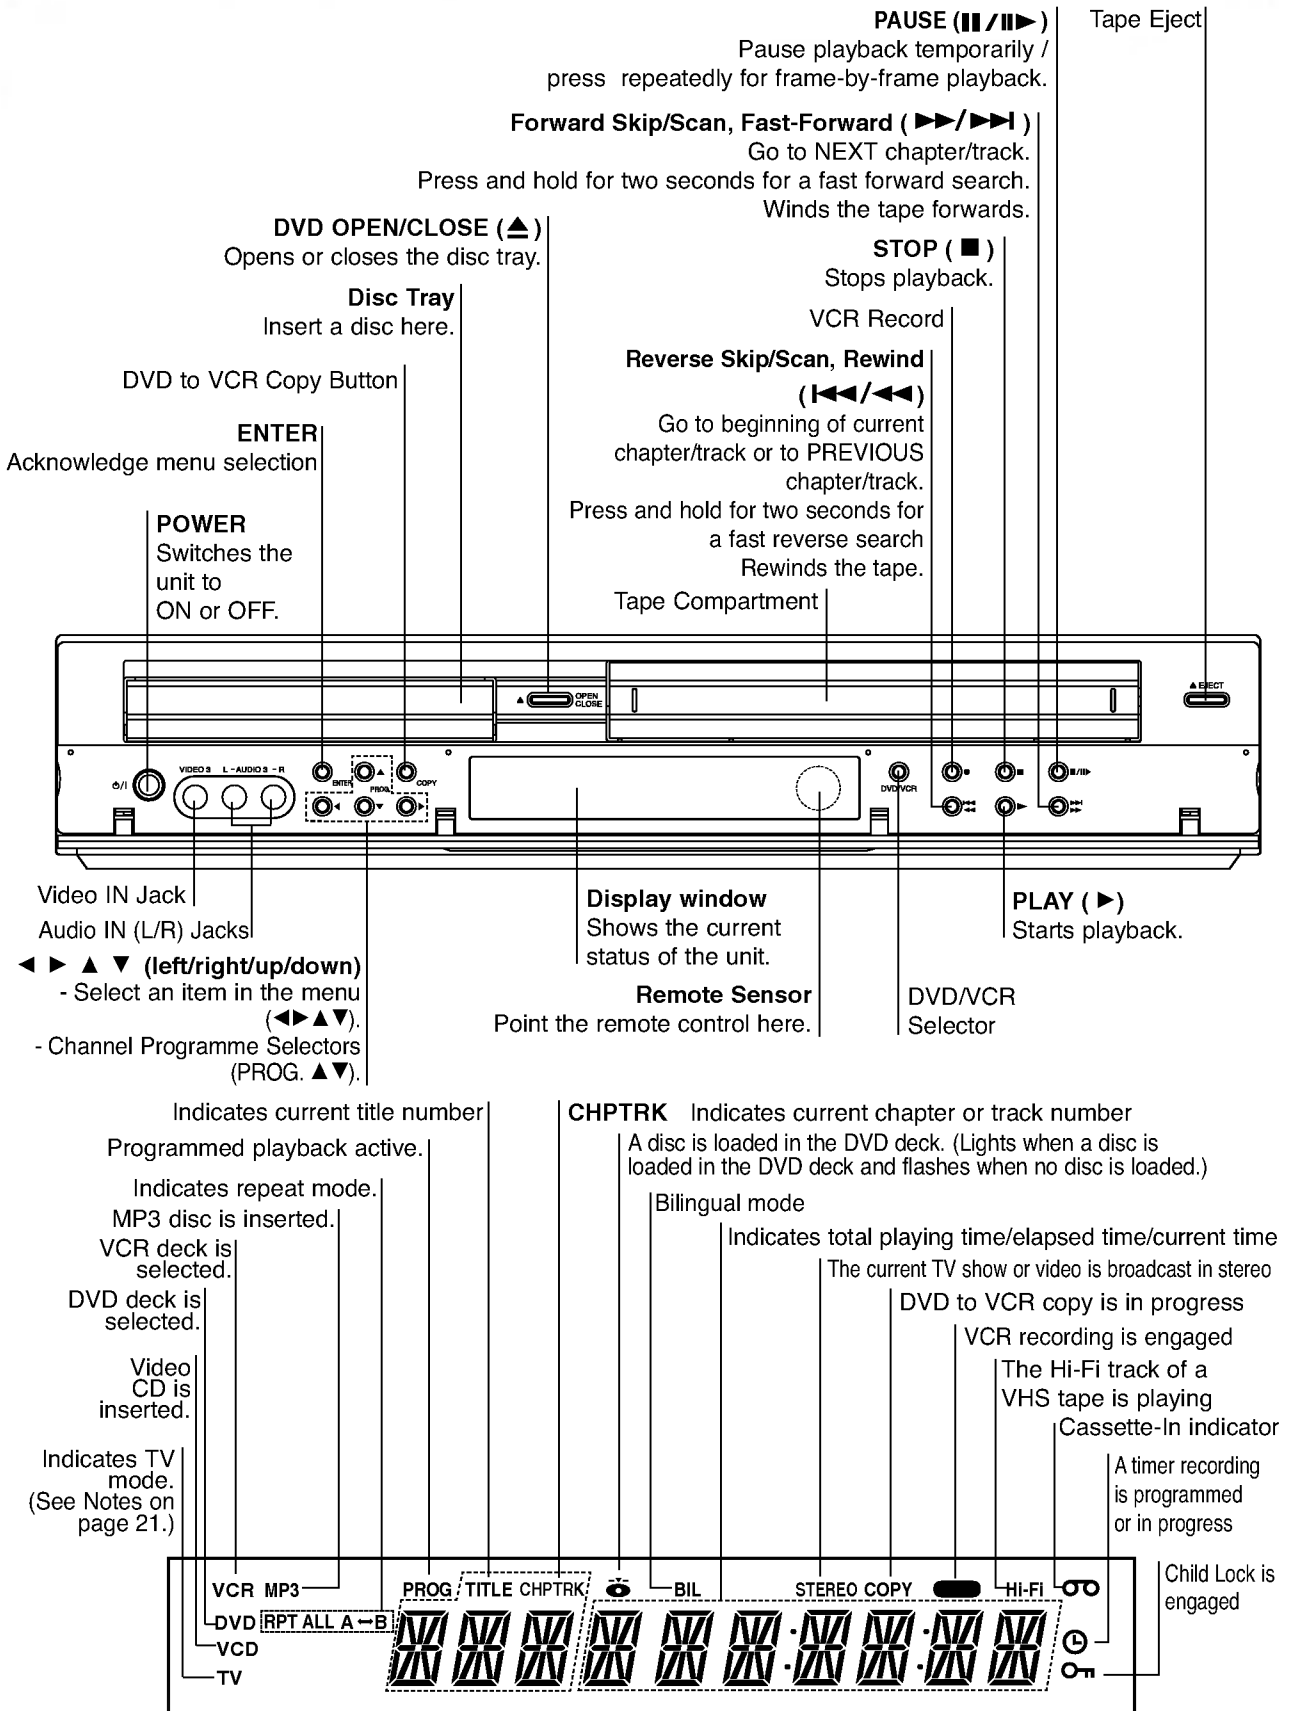 PAUSE (❙❙/❙❙▶)
Pause playback temporarily /
press repeatedly for frame-by-frame playback.
Tape Eject
Forward Skip/Scan, Fast-Forward (▶▶/▶▶❙)
Go to NEXT chapter/track.
Press and hold for two seconds for a fast forward search.
Winds the tape forwards.
DVD OPEN/CLOSE (⏏)
Opens or closes the disc tray.
STOP (■)
Stops playback.
Disc Tray
Insert a disc here.
VCR Record
DVD to VCR Copy Button
Reverse Skip/Scan, Rewind
(❙◀◀/◀◀)
Go to beginning of current
chapter/track or to PREVIOUS
chapter/track.
Press and hold for two seconds for
a fast reverse search
Rewinds the tape.
ENTER
Acknowledge menu selection
POWER
Switches the
unit to
ON or OFF.
Tape Compartment
▲ OPEN
CLOSE
▲ EJECT
VIDEO 3 L - AUDIO 3 - R
ENTER
▲
COPY
PROG.
◀ ▼ ▶
⏻/I
DVD/VCR
● ■ ❙❙/❙❙▶
❙◀◀
◀◀
▶
▶▶❙
▶▶
Video IN Jack
Audio IN (L/R) Jacks
◀ ▶ ▲ ▼ (left/right/up/down)
- Select an item in the menu
(◀▶▲▼).
- Channel Programme Selectors
(PROG. ▲▼).
Display window
Shows the current
status of the unit.
Remote Sensor
Point the remote control here.
DVD/VCR
Selector
PLAY (▶)
Starts playback.
Indicates current title number
CHPTRK Indicates current chapter or track number
Programmed playback active.
A disc is loaded in the DVD deck. (Lights when a disc is
loaded in the DVD deck and flashes when no disc is loaded.)
Indicates repeat mode.
Bilingual mode
MP3 disc is inserted.
Indicates total playing time/elapsed time/current time
VCR deck is
selected.
The current TV show or video is broadcast in stereo
DVD deck is
selected.
DVD to VCR copy is in progress
VCR recording is engaged
Video
CD is
inserted.
The Hi-Fi track of a
VHS tape is playing
Cassette-In indicator
Indicates TV
mode.
(See Notes on
page 21.)
A timer recording
is programmed
or in progress
Child Lock is
engaged
VCR MP3 PROG TITLE CHPTRK BIL STEREO COPY Hi-Fi
DVD RPT ALL A↔B
VCD
TV